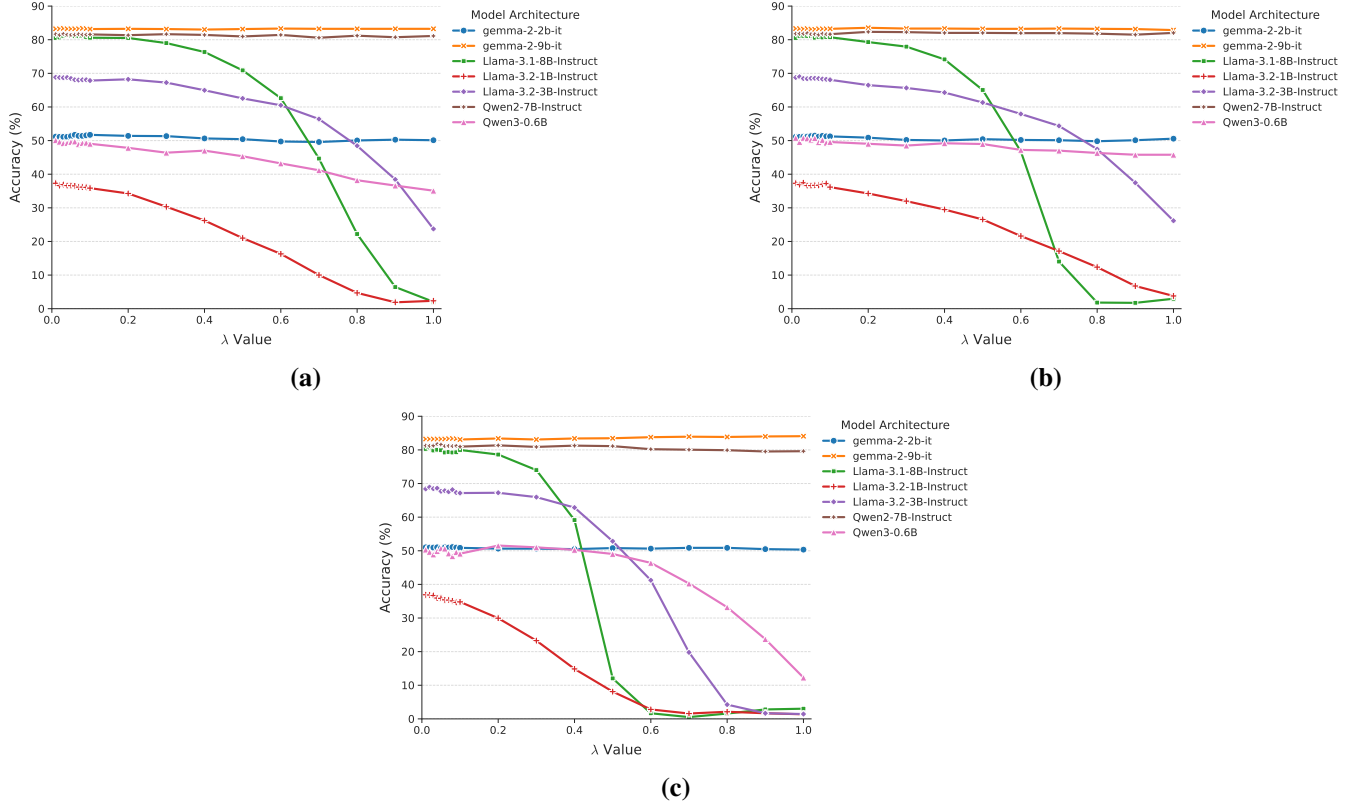 Model Architecture
gemma-2-2b-it
gemma-2-9b-it
Llama-3.1-8B-Instruct
Llama-3.2-1B-Instruct
Llama-3.2-3B-Instruct
Qwen2-7B-Instruct
Qwen3-0.6B
90
80
70
60
50
40
30
20
10
0
Accuracy (%)
0.0 0.2 0.4 0.6 0.8 1.0
λ Value
(a)
Model Architecture
gemma-2-2b-it
gemma-2-9b-it
Llama-3.1-8B-Instruct
Llama-3.2-1B-Instruct
Llama-3.2-3B-Instruct
Qwen2-7B-Instruct
Qwen3-0.6B
90
80
70
60
50
40
30
20
10
0
Accuracy (%)
0.0 0.2 0.4 0.6 0.8 1.0
λ Value
(b)
Model Architecture
gemma-2-2b-it
gemma-2-9b-it
Llama-3.1-8B-Instruct
Llama-3.2-1B-Instruct
Llama-3.2-3B-Instruct
Qwen2-7B-Instruct
Qwen3-0.6B
90
80
70
60
50
40
30
20
10
0
Accuracy (%)
0.0 0.2 0.4 0.6 0.8 1.0
λ Value
(c)